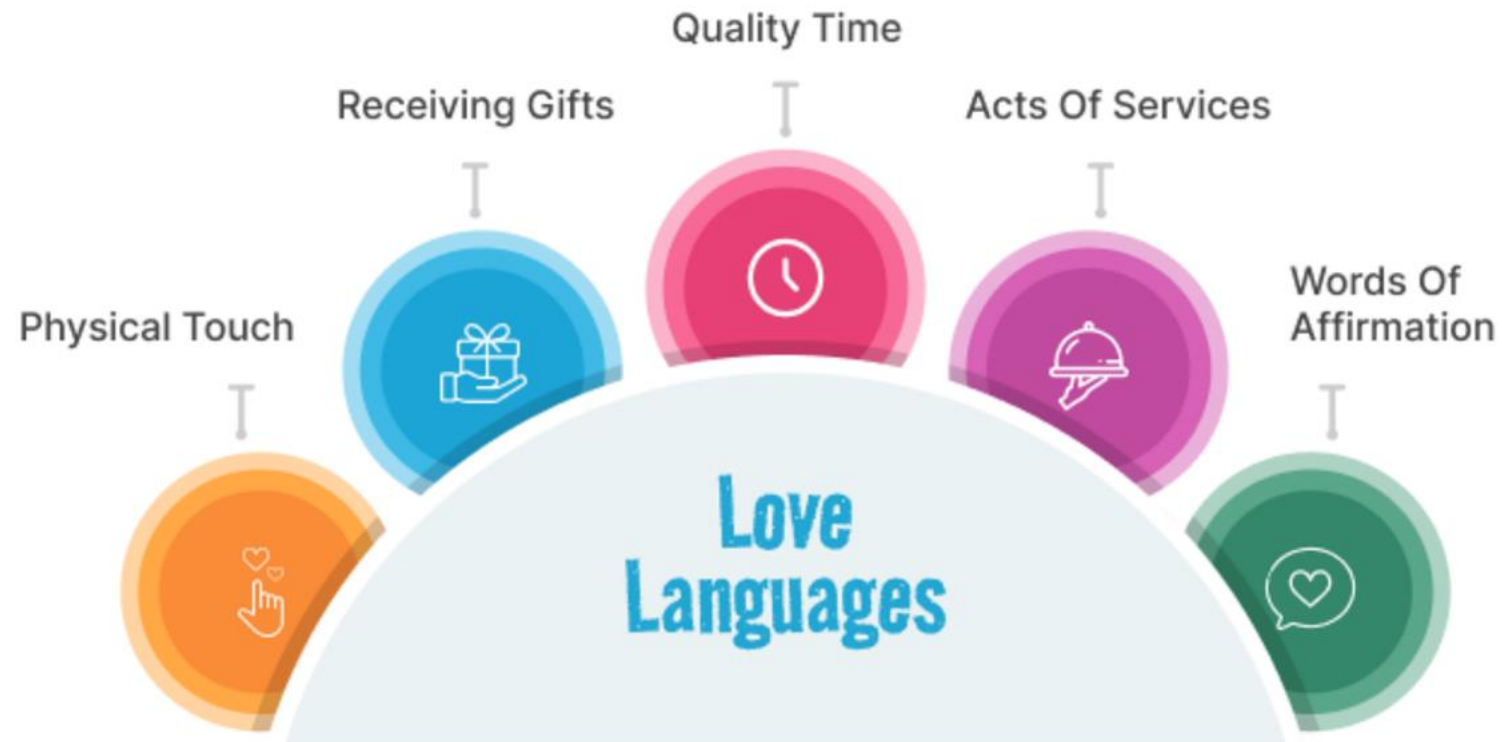 Quality Time
Receiving Gifts
Acts Of Services
Physical Touch
Words Of
Affirmation
Love
Languages